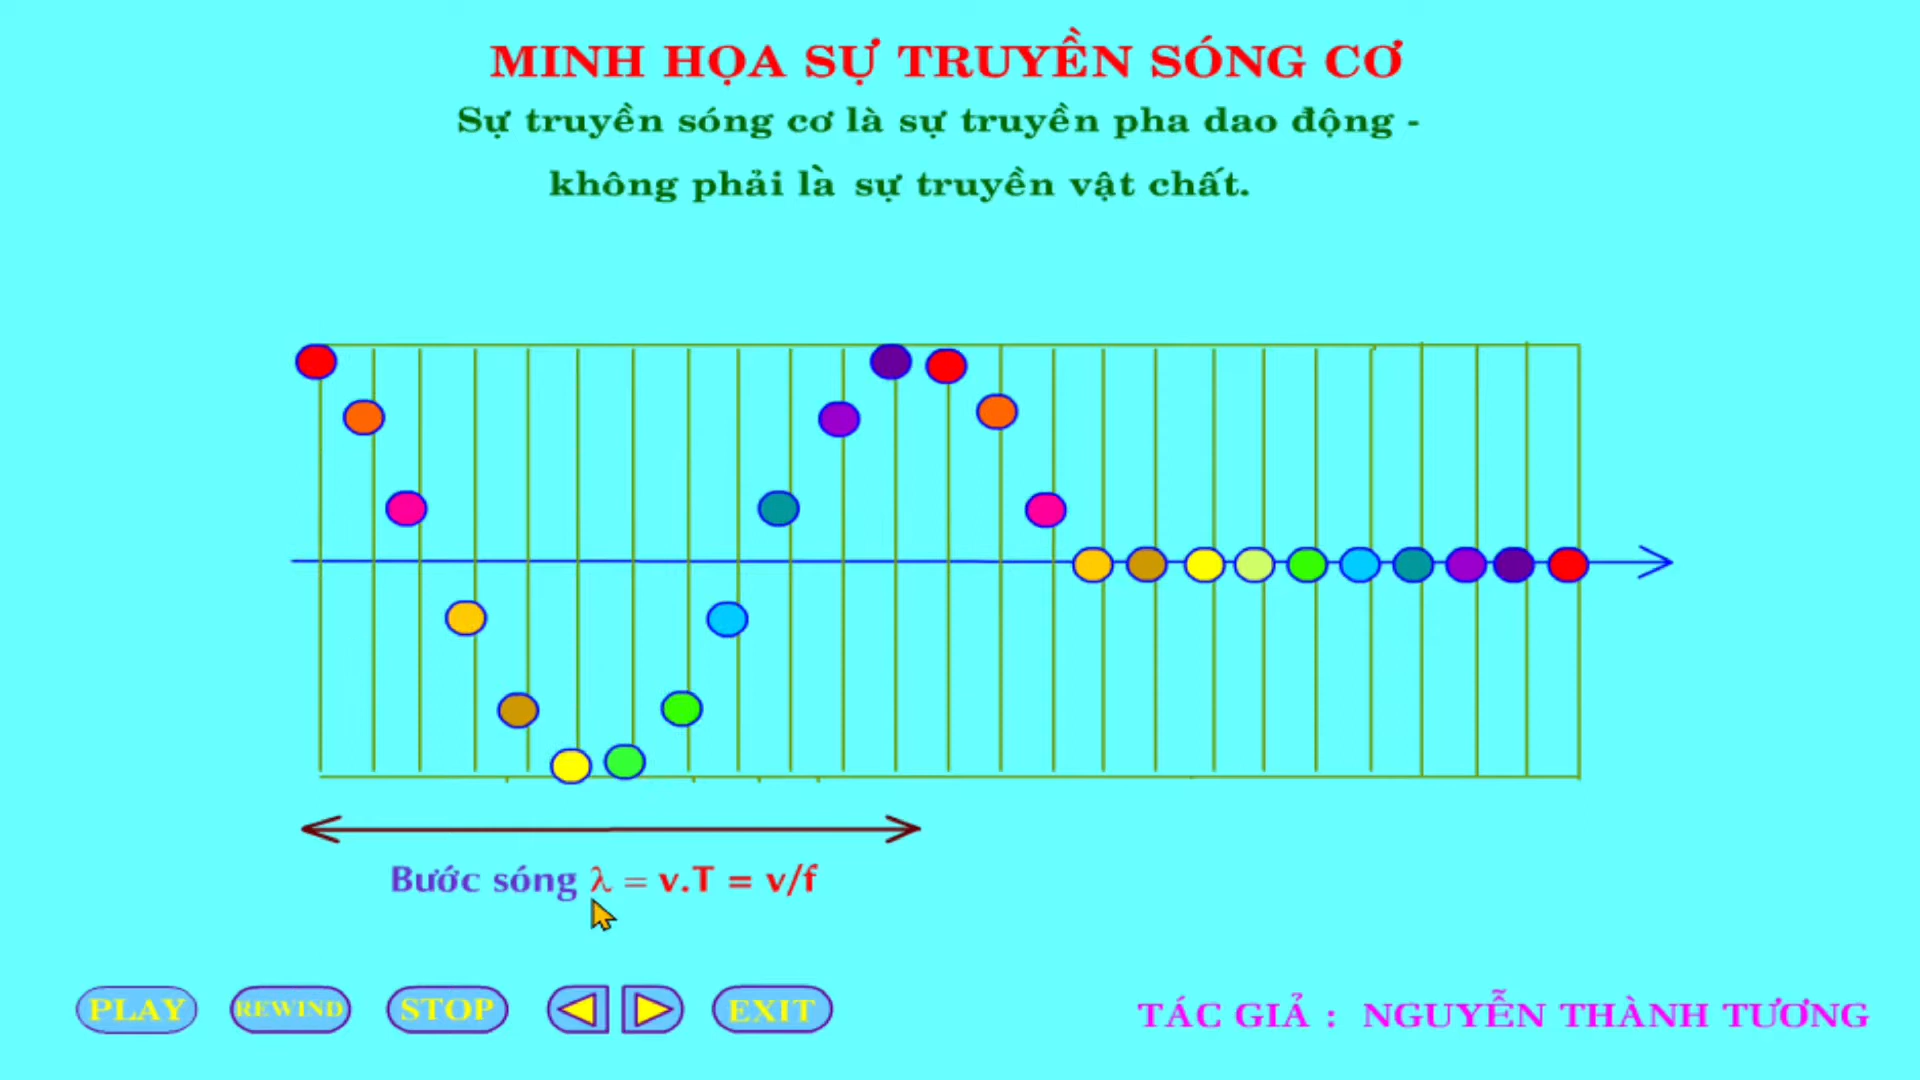 MINH HỌA SỰ TRUYỀN SÓNG CƠ
Sự truyền sóng cơ là sự truyền pha dao động -
không phải là sự truyền vật chất.
Bước sóng λ = v.T = v/f
PLAY REWIND STOP EXIT
TÁC GIẢ : NGUYỄN THÀNH TƯƠNG